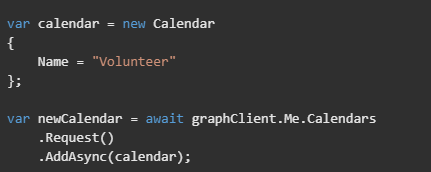 var calendar = new Calendar
{
    Name = "Volunteer"
};

var newCalendar = await graphClient.Me.Calendars
    .Request()
    .AddAsync(calendar);